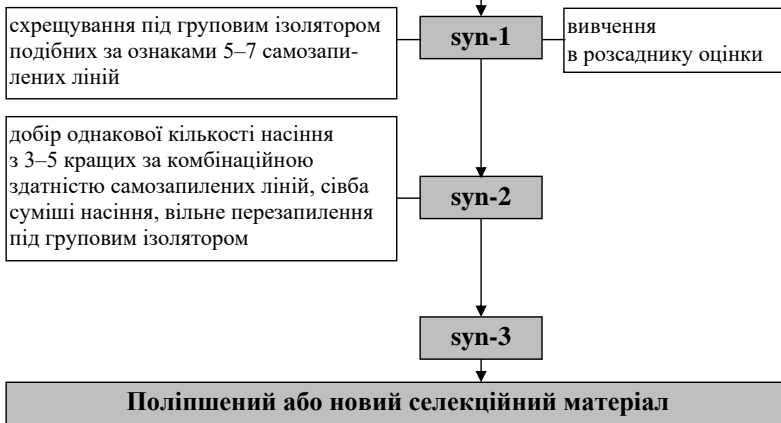 схрещування під груповим ізолятором
подібних за ознаками 5–7 самозапи-
лених ліній
syn-1
вивчення
в розсаднику оцінки
добір однакової кількості насіння
з 3–5 кращих за комбінаційною
здатністю самозапилених ліній, сівба
суміші насіння, вільне перезапилення
під груповим ізолятором
syn-2
syn-3
Поліпшений або новий селекційний матеріал